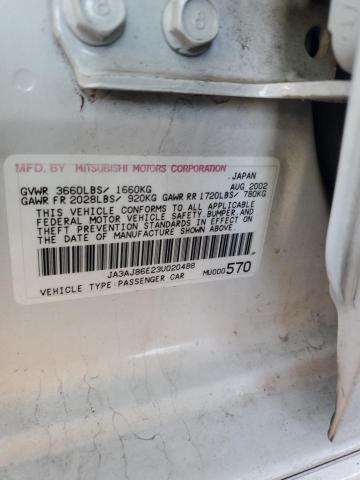 8
8
MFD. BY MITSUBISHI MOTORS CORPORATION
JAPAN
GVWR 3660LBS/ 1660KG AUG 2002
GAWR FR 2028LBS/ 920KG GAWR RR 1720LBS/ 780KG
THIS VEHICLE CONFORMS TO ALL APPLICABLE
FEDERAL MOTOR VEHICLE SAFETY, BUMPER, AND
THEFT PREVENTION STANDARDS IN EFFECT ON THE
DATE OF MANUFACTURE SHOWN ABOVE.
JA3AJ86E23U020488
VEHICLE TYPE:PASSENGER CAR MU000570